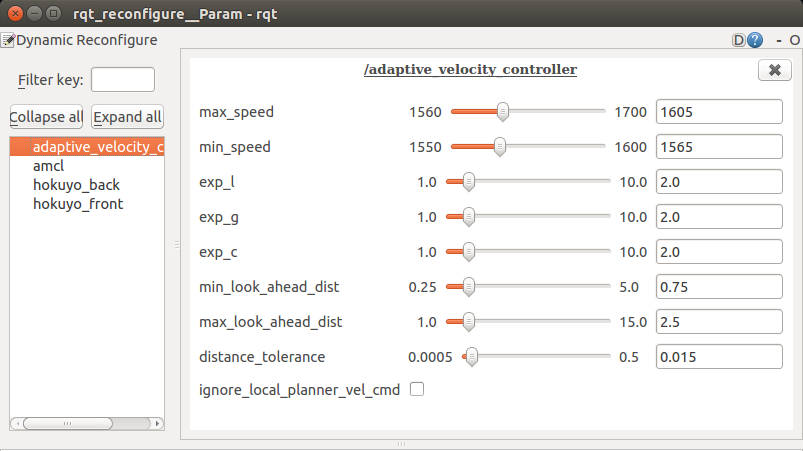 rqt_reconfigure__Param - rqt
Dynamic Reconfigure D ? - O
Filter key:
Collapse all Expand all
adaptive_velocity_c
amcl
hokuyo_back
hokuyo_front
/adaptive_velocity_controller
max_speed 1560 1700 1605
min_speed 1550 1600 1565
exp_l 1.0 10.0 2.0
exp_g 1.0 10.0 2.0
exp_c 1.0 10.0 2.0
min_look_ahead_dist 0.25 5.0 0.75
max_look_ahead_dist 1.0 15.0 2.5
distance_tolerance 0.0005 0.5 0.015
ignore_local_planner_vel_cmd